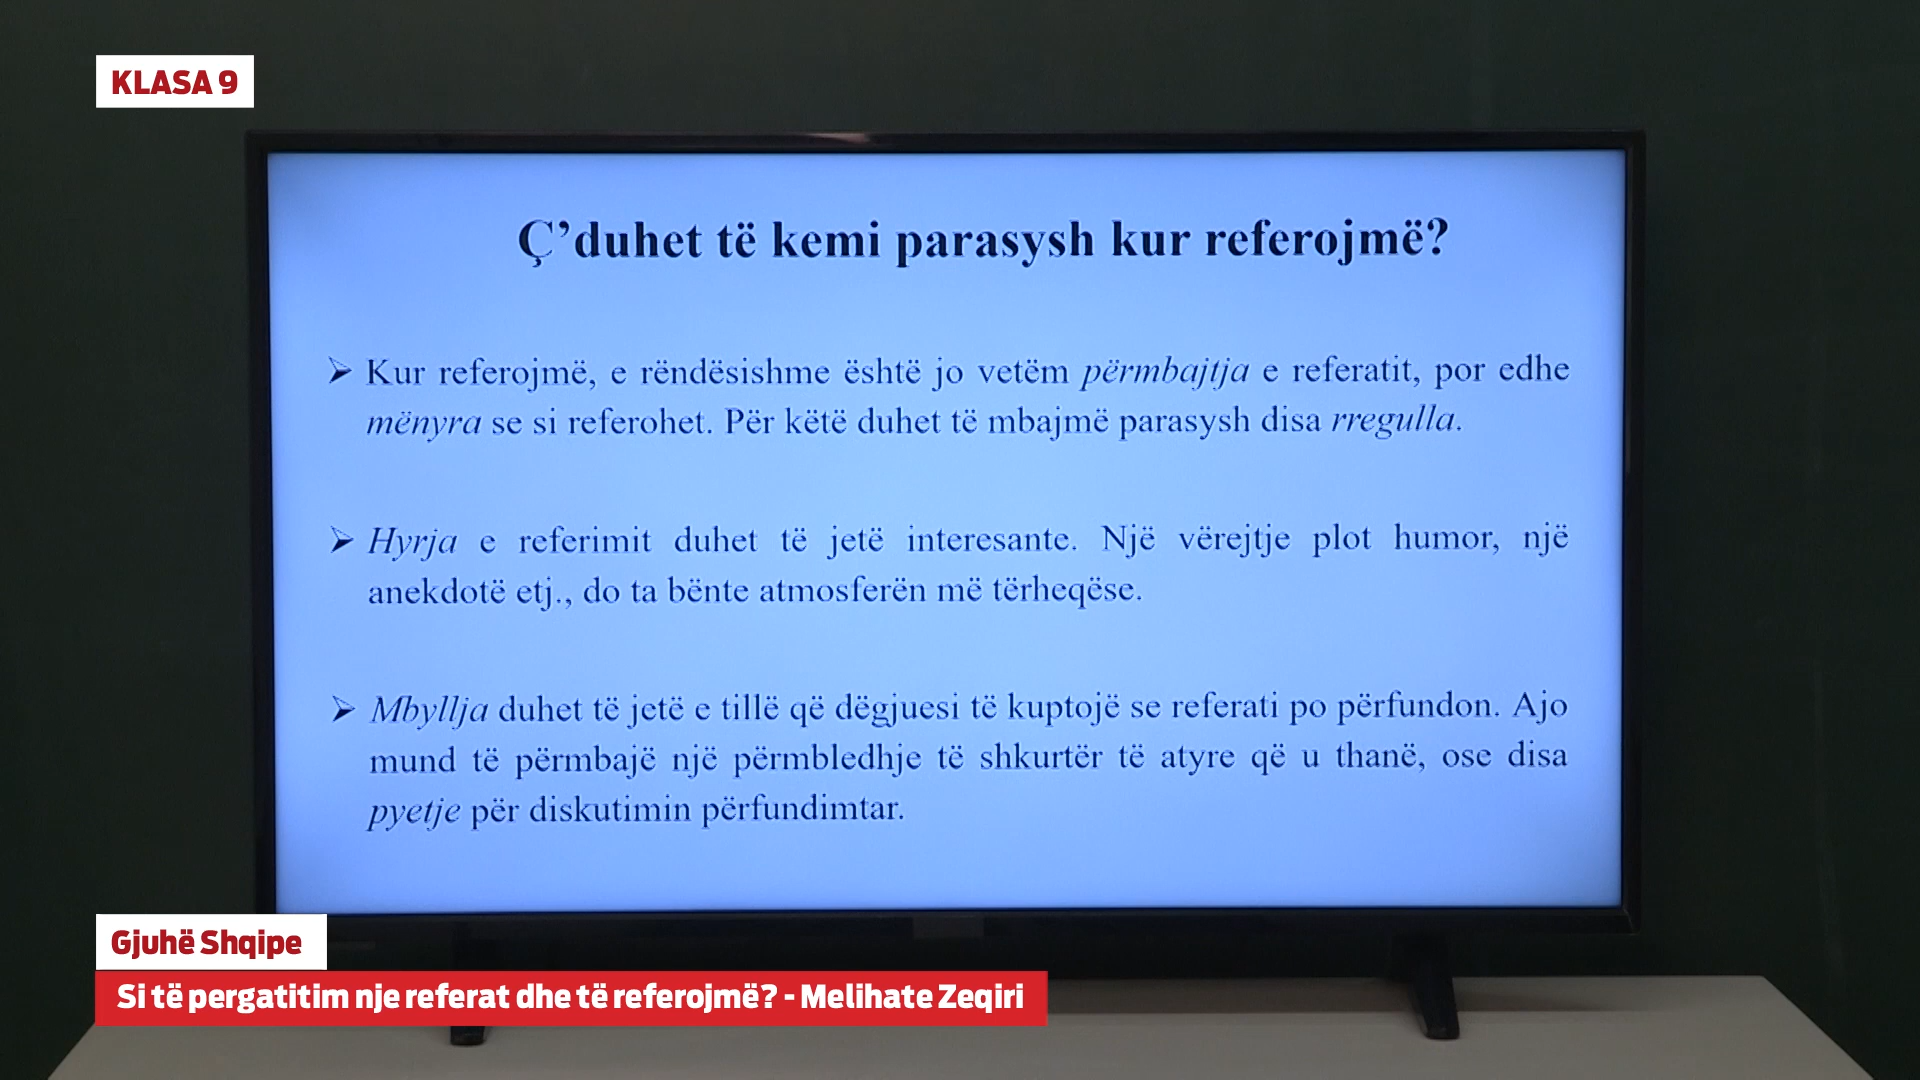 KLASA 9
Ç’duhet të kemi parasysh kur referojmë?
➢ Kur referojmë, e rëndësishme është jo vetëm përmbajtja e referatit, por edhe
mënyra se si referohet. Për këtë duhet të mbajmë parasysh disa rregulla.
➢ Hyrja e referimit duhet të jetë interesante. Një vërejtje plot humor, një
anekdotë etj., do ta bënte atmosferën më tërheqëse.
➢ Mbyllja duhet të jetë e tillë që dëgjuesi të kuptojë se referati po përfundon. Ajo
mund të përmbajë një përmbledhje të shkurtër të atyre që u thanë, ose disa
pyetje për diskutimin përfundimtar.
Gjuhë Shqipe
Si të pergatitim nje referat dhe të referojmë? - Melihate Zeqiri